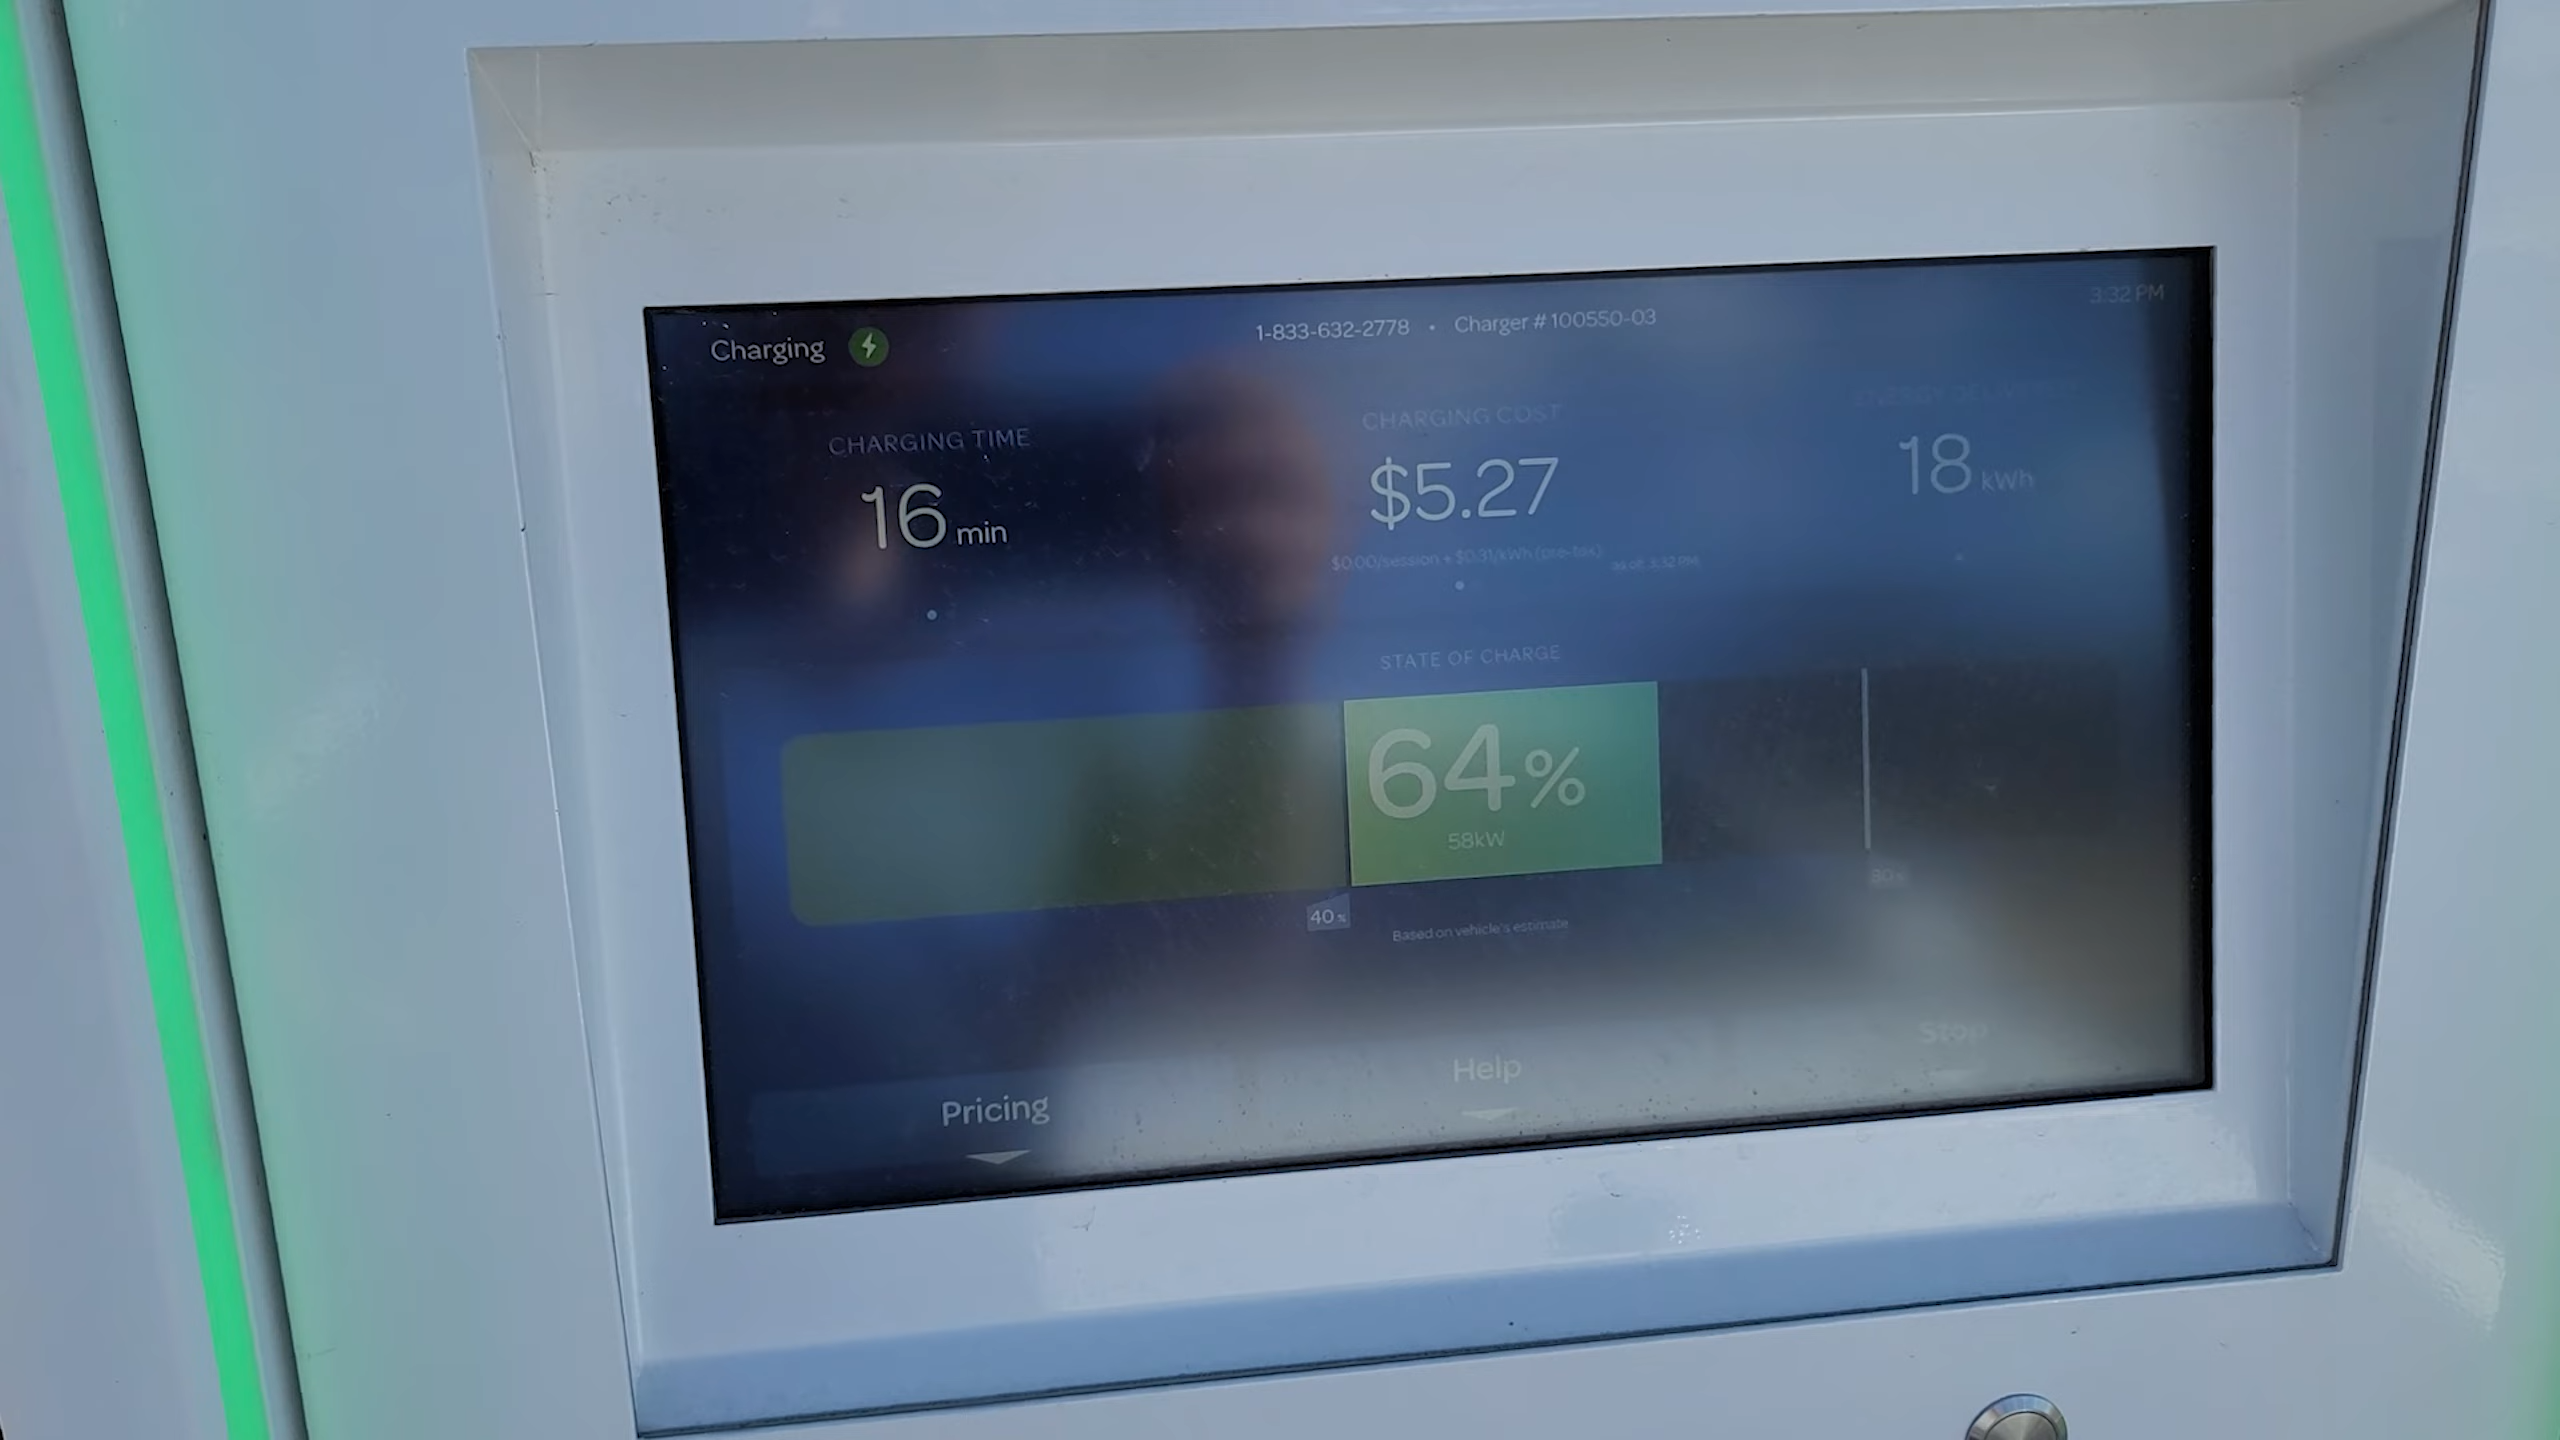 3:32 PM
1-833-632-2778 • Charger # 100550-03
Charging
CHARGING TIME
16 min
CHARGING COST
$5.27
$0.00/session + $0.31/kWh (pre-tax)
as of 3:32 PM
ENERGY DELIVERED
18 kWh
STATE OF CHARGE
64%
58kW
40%
80%
Based on vehicle's estimate
Pricing
Help
Stop